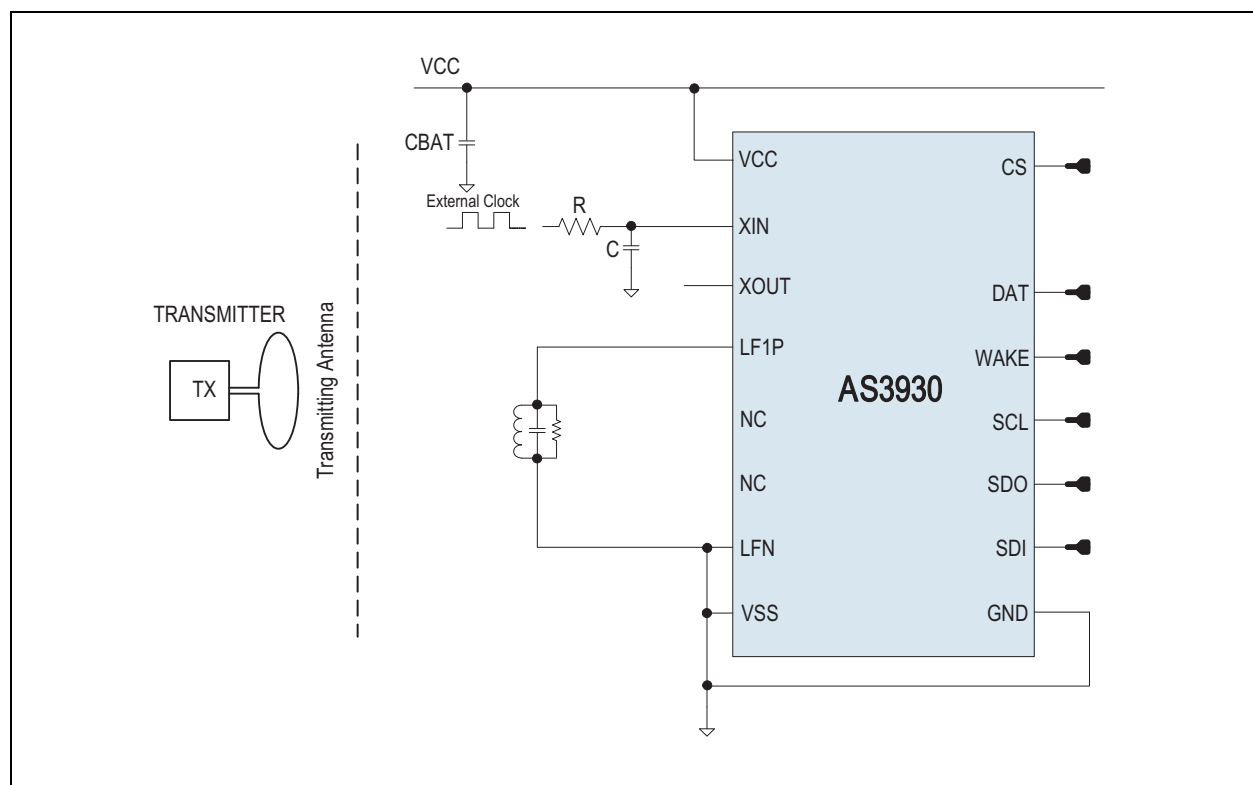 VCC
CBAT
External Clock
R
C
TRANSMITTER
TX
Transmitting Antenna
VCC
XIN
XOUT
LF1P
NC
NC
LFN
VSS
AS3930
CS
DAT
WAKE
SCL
SDO
SDI
GND